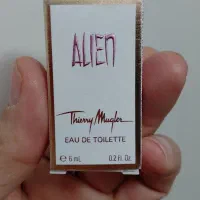 ALIEN
Thierry Mugler
EAU DE TOILETTE
℮ 6 ml 0.2 fl. Oz.